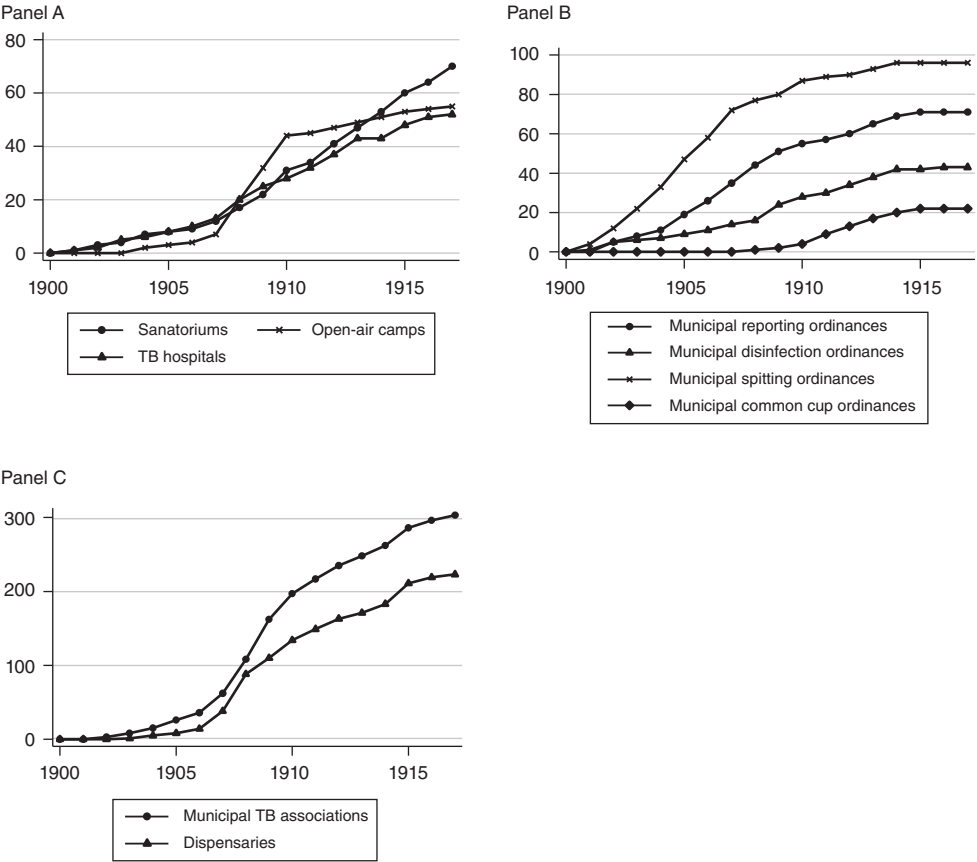 Panel A
80
60
40
20
0
1900 1905 1910 1915
Sanatoriums Open-air camps
TB hospitals
Panel B
100
80
60
40
20
0
1900 1905 1910 1915
Municipal reporting ordinances
Municipal disinfection ordinances
Municipal spitting ordinances
Municipal common cup ordinances
Panel C
300
200
100
0
1900 1905 1910 1915
Municipal TB associations
Dispensaries